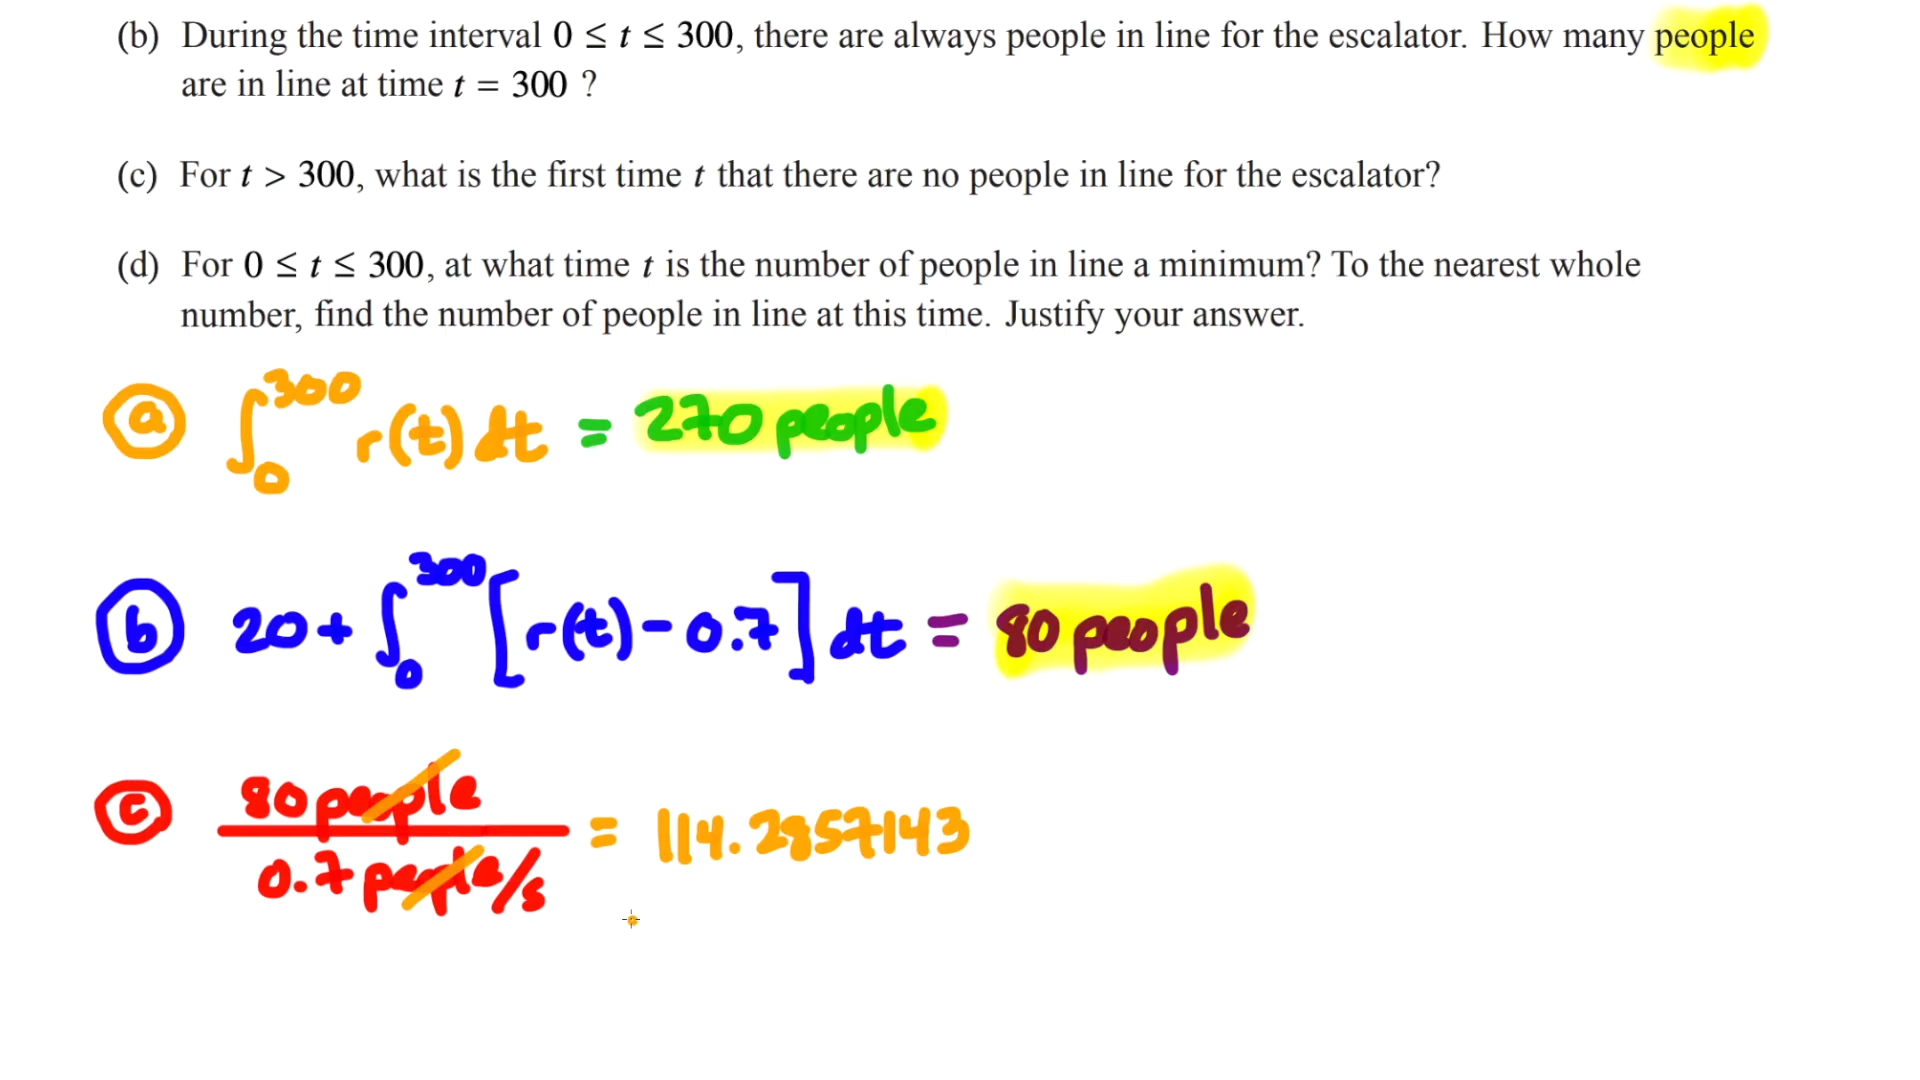 (b) During the time interval 0 ≤ t ≤ 300, there are always people in line for the escalator. How many people
are in line at time t = 300 ?
(c) For t > 300, what is the first time t that there are no people in line for the escalator?
(d) For 0 ≤ t ≤ 300, at what time t is the number of people in line a minimum? To the nearest whole
number, find the number of people in line at this time. Justify your answer.
ⓐ ∫₀³⁰⁰ r(t) dt = 270 people
ⓑ 20 + ∫₀³⁰⁰ [r(t) - 0.7] dt = 80 people
ⓒ 80 people / 0.7 people/s = 114.2857143